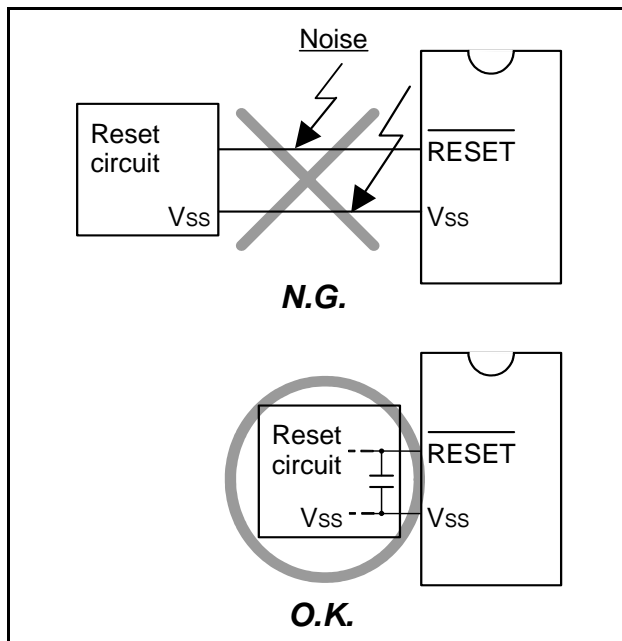 Noise
Reset
circuit
RESET
Vss
Vss
N.G.
Reset
circuit
RESET
Vss
Vss
O.K.